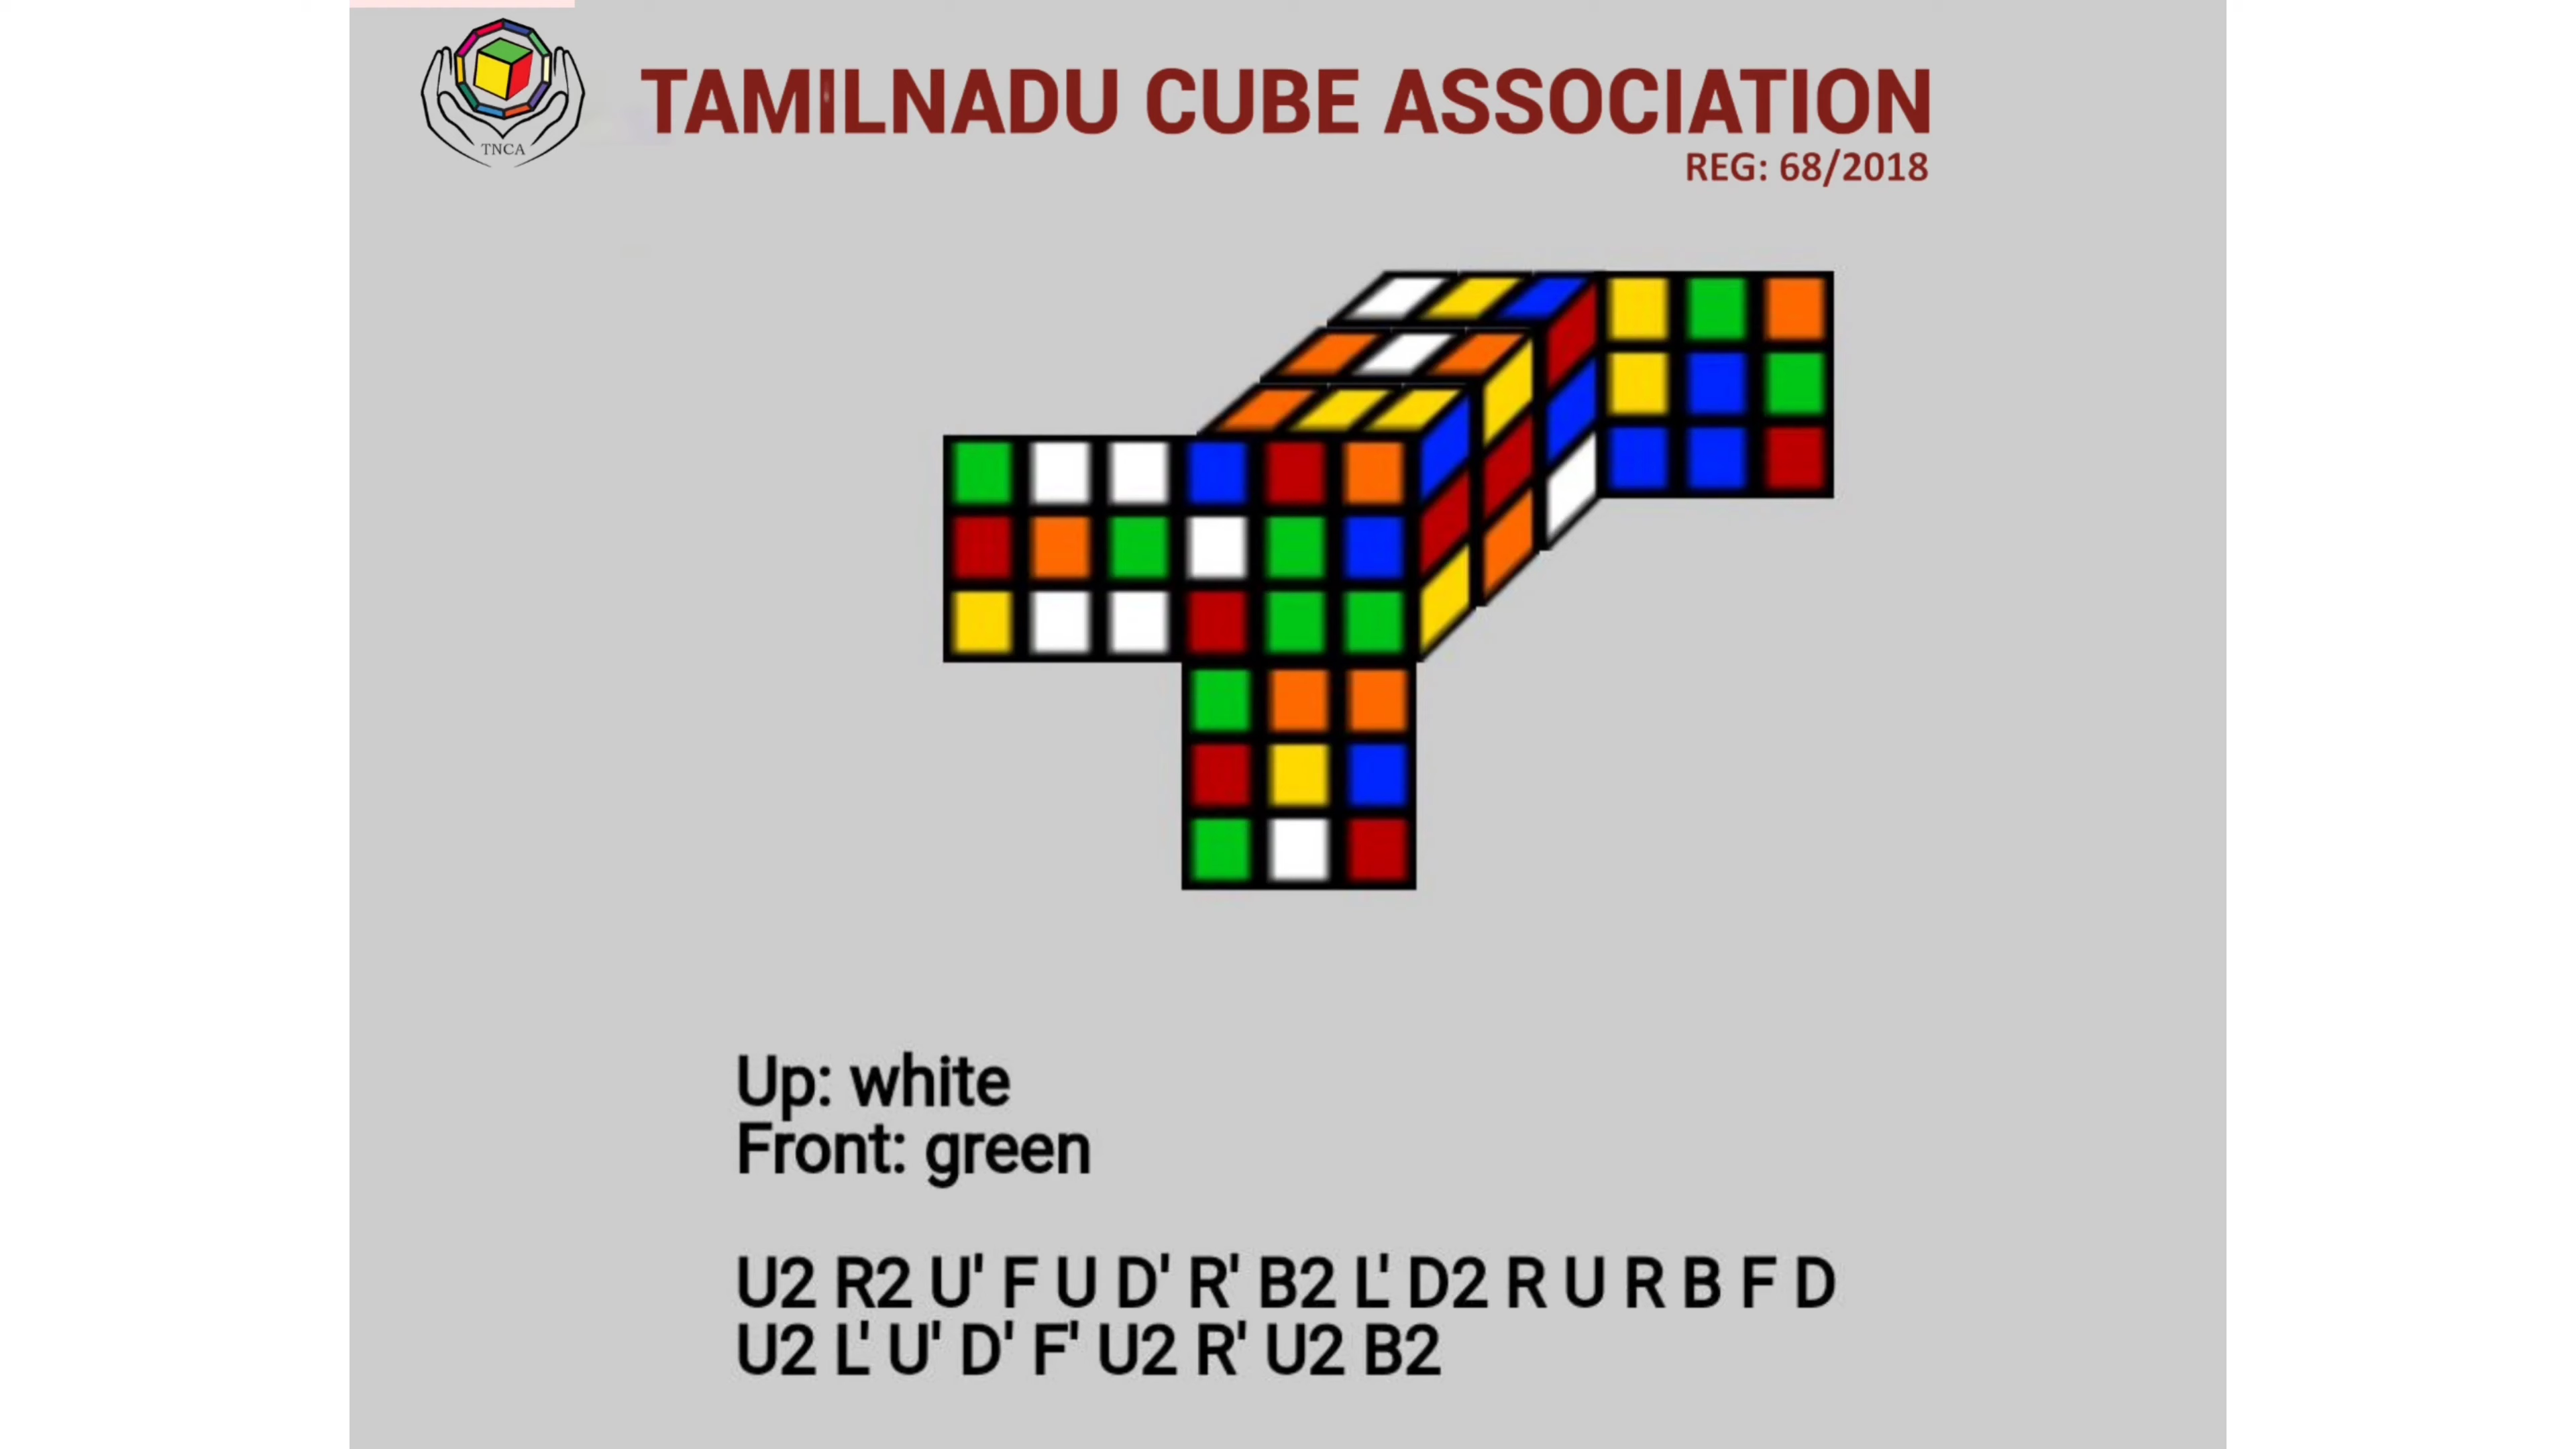 TNCA
TAMILNADU CUBE ASSOCIATION
REG: 68/2018
Up: white
Front: green
U2 R2 U' F U D' R' B2 L' D2 R U R B F D
U2 L' U' D' F' U2 R' U2 B2